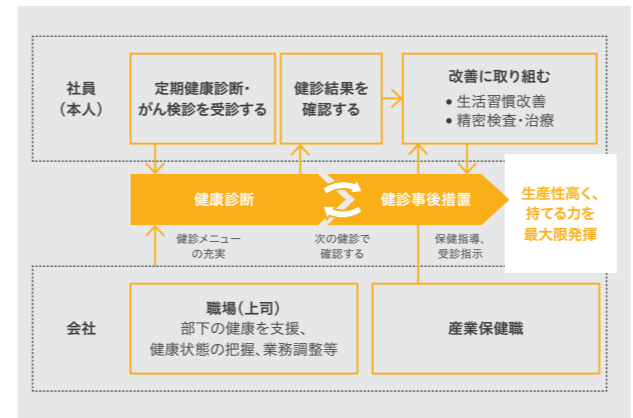 社員
（本人）
定期健康診断・
がん検診を受診する
健診結果を
確認する
改善に取り組む
• 生活習慣改善
• 精密検査・治療
健康診断
健診事後措置
生産性高く、
持てる力を
最大限発揮
健診メニュー
の充実
次の健診で
確認する
保健指導、
受診指示
会社
職場（上司）
部下の健康を支援、
健康状態の把握、業務調整等
産業保健職